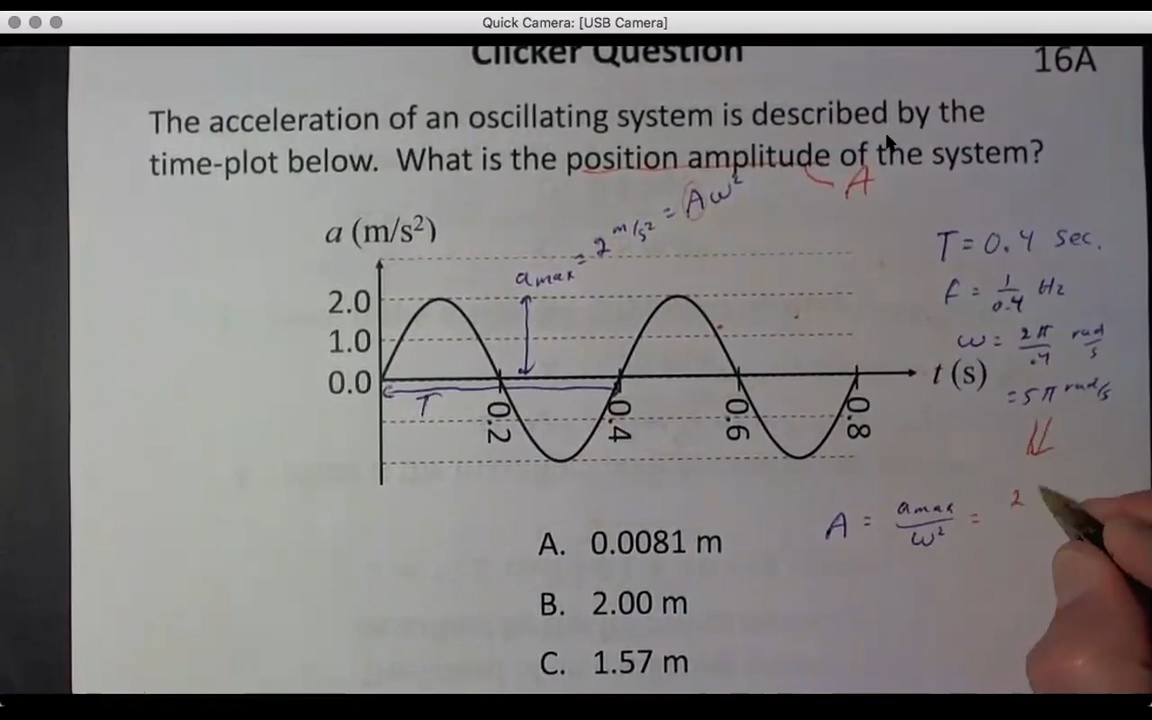 Quick Camera: [USB Camera]
Clicker Question
16A
The acceleration of an oscillating system is described by the
time-plot below. What is the position amplitude of the system?
A
a (m/s²)
amax = 2 m/s² = Aω²
T = 0.4 sec.
f = 1/0.4 Hz
ω = 2π/.4 rad/s
= 5π rad/s
2.0
1.0
0.0
t (s)
T
0.2
0.4
0.6
0.8
A = amax/ω² = 2
A. 0.0081 m
B. 2.00 m
C. 1.57 m